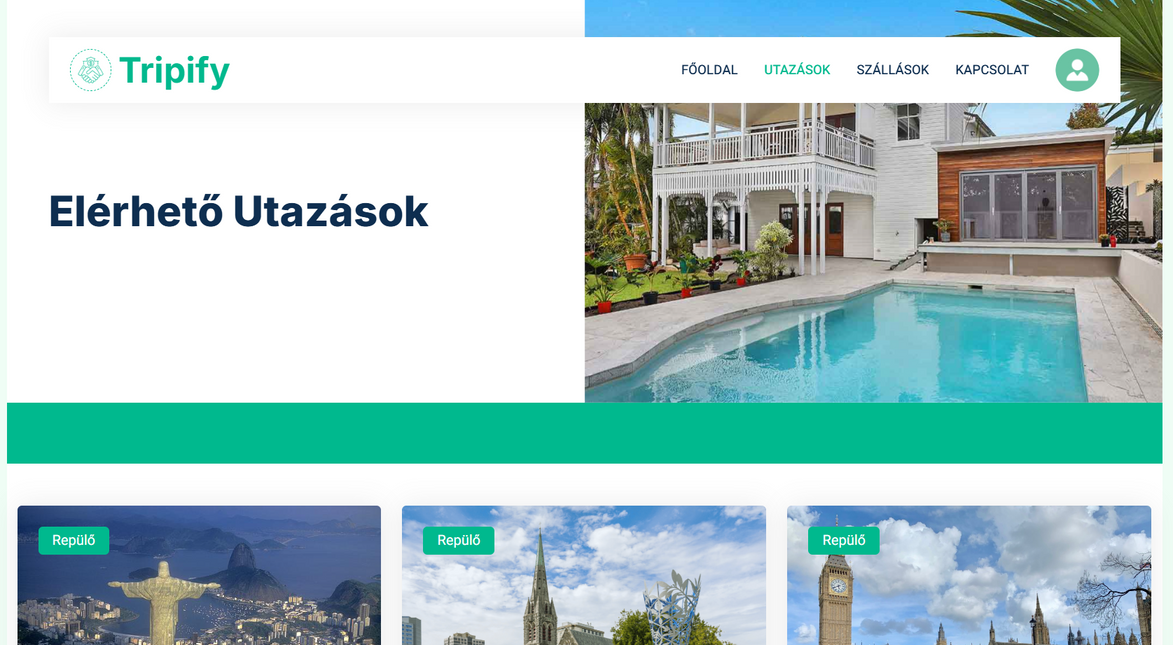 Tripify
FŐOLDAL
UTAZÁSOK
SZÁLLÁSOK
KAPCSOLAT
Elérhető Utazások
Repülő
Repülő
Repülő